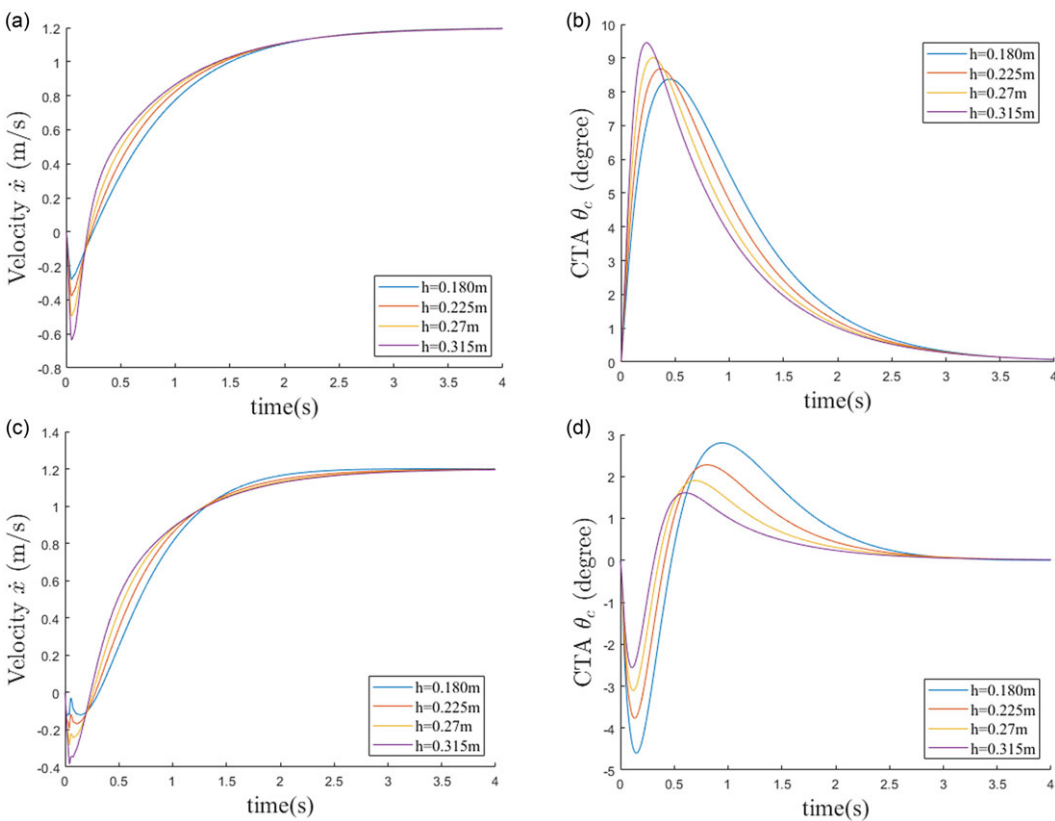 (a)
Velocity ẋ (m/s)
1.2
1
0.8
0.6
0.4
0.2
0
-0.2
-0.4
-0.6
-0.8
0 0.5 1 1.5 2 2.5 3 3.5 4
time(s)
h=0.180m
h=0.225m
h=0.27m
h=0.315m
(b)
CTA θc (degree)
10
9
8
7
6
5
4
3
2
1
0
0 0.5 1 1.5 2 2.5 3 3.5 4
time(s)
h=0.180m
h=0.225m
h=0.27m
h=0.315m
(c)
Velocity ẋ (m/s)
1.4
1.2
1
0.8
0.6
0.4
0.2
0
-0.2
-0.4
0 0.5 1 1.5 2 2.5 3 3.5 4
time(s)
h=0.180m
h=0.225m
h=0.27m
h=0.315m
(d)
CTA θc (degree)
3
2
1
0
-1
-2
-3
-4
-5
0 0.5 1 1.5 2 2.5 3 3.5 4
time(s)
h=0.180m
h=0.225m
h=0.27m
h=0.315m